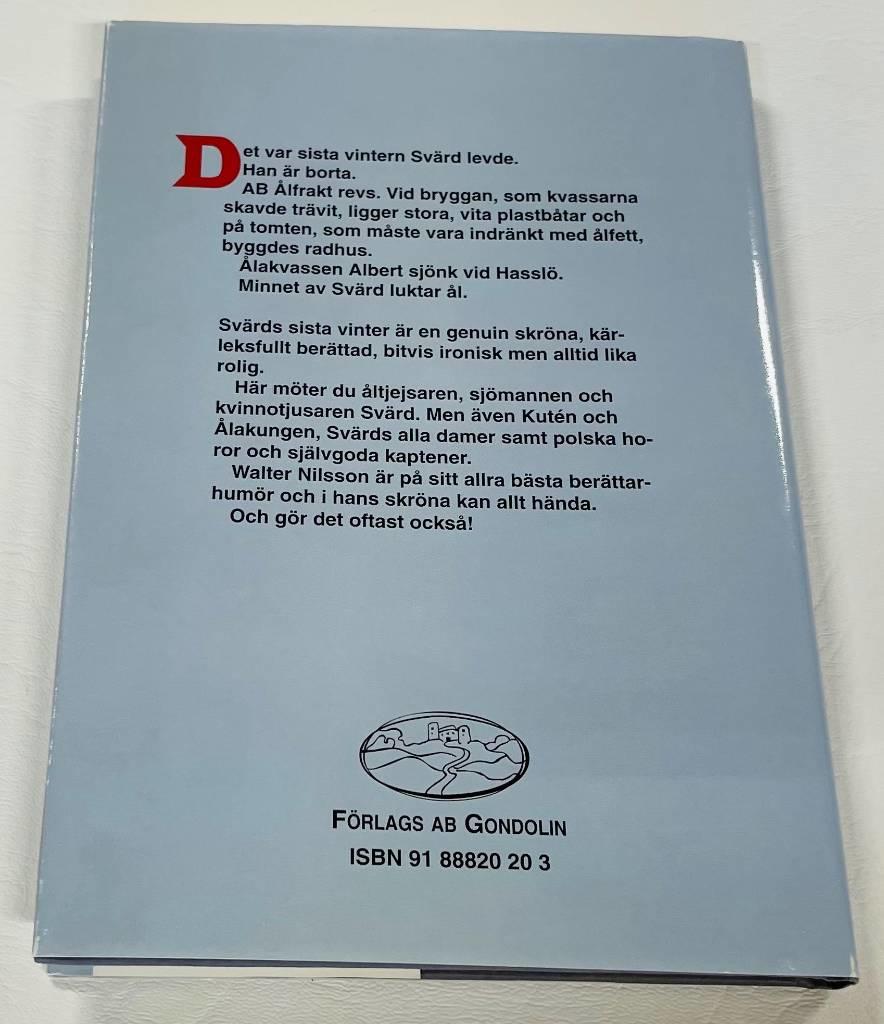 Det var sista vintern Svärd levde.
Han är borta.
AB Ålfrakt revs. Vid bryggan, som kvassarna
skavde trävit, ligger stora, vita plastbåtar och
på tomten, som måste vara indränkt med ålfett,
byggdes radhus.
Ålakvassen Albert sjönk vid Hasslö.
Minnet av Svärd luktar ål.
Svärds sista vinter är en genuin skröna, kär-
leksfullt berättad, bitvis ironisk men alltid lika
rolig.
Här möter du åltjejsaren, sjömannen och
kvinnotjusaren Svärd. Men även Kutén och
Ålakungen, Svärds alla damer samt polska ho-
ror och självgoda kaptener.
Walter Nilsson är på sitt allra bästa berättar-
humör och i hans skröna kan allt hända.
Och gör det oftast också!
FÖRLAGS AB GONDOLIN
ISBN 91 88820 20 3